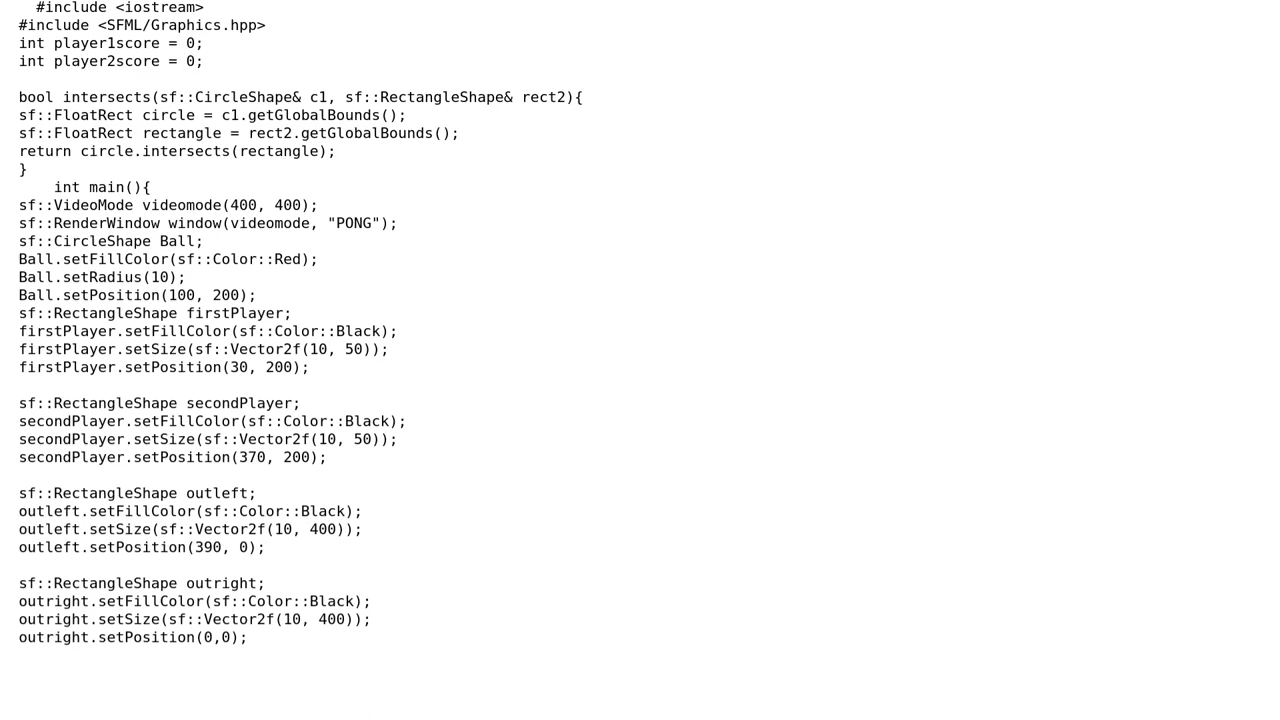 #include <iostream>
#include <SFML/Graphics.hpp>
int player1score = 0;
int player2score = 0;
bool intersects(sf::CircleShape& c1, sf::RectangleShape& rect2){
sf::FloatRect circle = c1.getGlobalBounds();
sf::FloatRect rectangle = rect2.getGlobalBounds();
return circle.intersects(rectangle);
}
int main(){
sf::VideoMode videomode(400, 400);
sf::RenderWindow window(videomode, "PONG");
sf::CircleShape Ball;
Ball.setFillColor(sf::Color::Red);
Ball.setRadius(10);
Ball.setPosition(100, 200);
sf::RectangleShape firstPlayer;
firstPlayer.setFillColor(sf::Color::Black);
firstPlayer.setSize(sf::Vector2f(10, 50));
firstPlayer.setPosition(30, 200);
sf::RectangleShape secondPlayer;
secondPlayer.setFillColor(sf::Color::Black);
secondPlayer.setSize(sf::Vector2f(10, 50));
secondPlayer.setPosition(370, 200);
sf::RectangleShape outleft;
outleft.setFillColor(sf::Color::Black);
outleft.setSize(sf::Vector2f(10, 400));
outleft.setPosition(390, 0);
sf::RectangleShape outright;
outright.setFillColor(sf::Color::Black);
outright.setSize(sf::Vector2f(10, 400));
outright.setPosition(0,0);